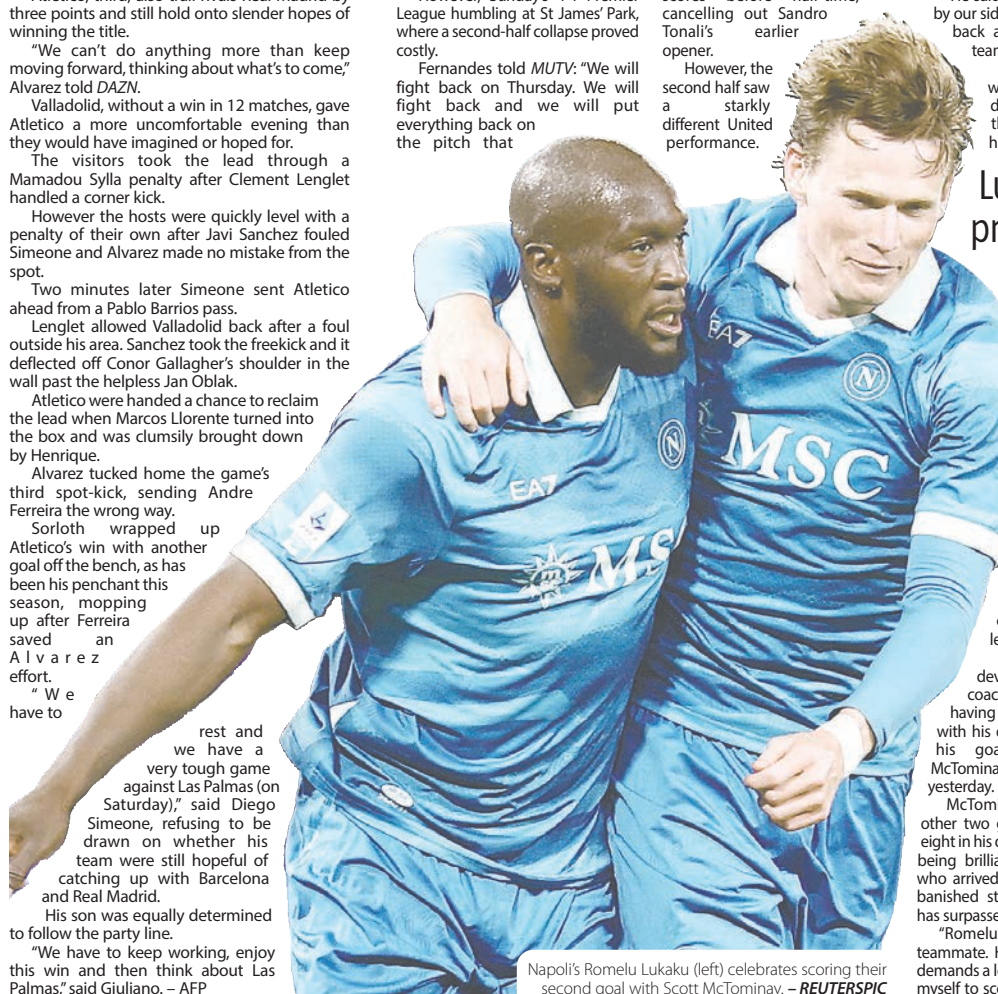 three points and still hold onto slender hopes of
winning the title.
"We can't do anything more than keep
moving forward, thinking about what's to come,"
Alvarez told DAZN.
Valladolid, without a win in 12 matches, gave
Atletico a more uncomfortable evening than
they would have imagined or hoped for.
The visitors took the lead through a
Mamadou Sylla penalty after Clement Lenglet
handled a corner kick.
However the hosts were quickly level with a
penalty of their own after Javi Sanchez fouled
Simeone and Alvarez made no mistake from the
spot.
Two minutes later Simeone sent Atletico
ahead from a Pablo Barrios pass.
Lenglet allowed Valladolid back after a foul
outside his area. Sanchez took the freekick and it
deflected off Conor Gallagher's shoulder in the
wall past the helpless Jan Oblak.
Atletico were handed a chance to reclaim
the lead when Marcos Llorente turned into
the box and was clumsily brought down
by Henrique.
Alvarez tucked home the game's
third spot-kick, sending Andre
Ferreira the wrong way.
Sorloth wrapped up
Atletico's win with another
goal off the bench, as has
been his penchant this
season, mopping
up after Ferreira
saved an
Alvarez
effort.
"We
have to
rest and
we have a
very tough game
against Las Palmas (on
Saturday)," said Diego
Simeone, refusing to be
drawn on whether his
team were still hopeful of
catching up with Barcelona
and Real Madrid.
His son was equally determined
to follow the party line.
"We have to keep working, enjoy
this win and then think about Las
Palmas," said Giuliano. – AFP
League humbling at St James' Park,
where a second-half collapse proved
costly.
Fernandes told MUTV: "We will
fight back on Thursday. We will
fight back and we will put
everything back on
the pitch that
cancelling out Sandro
Tonali's earlier
opener.
However, the
second half saw
a starkly
different United
performance.
by our
back
Lu
pr
having
with his
his
McTomina
yesterday.
McTom
other two
eight in his
being brillia
who arrived
banished
has surpasse
"Romelu
teammate.
demands a
myself to
EA7
N
MSC
EA7
N
MS
Napoli's Romelu Lukaku (left) celebrates scoring their
second goal with Scott McTominay. – REUTERSPIC